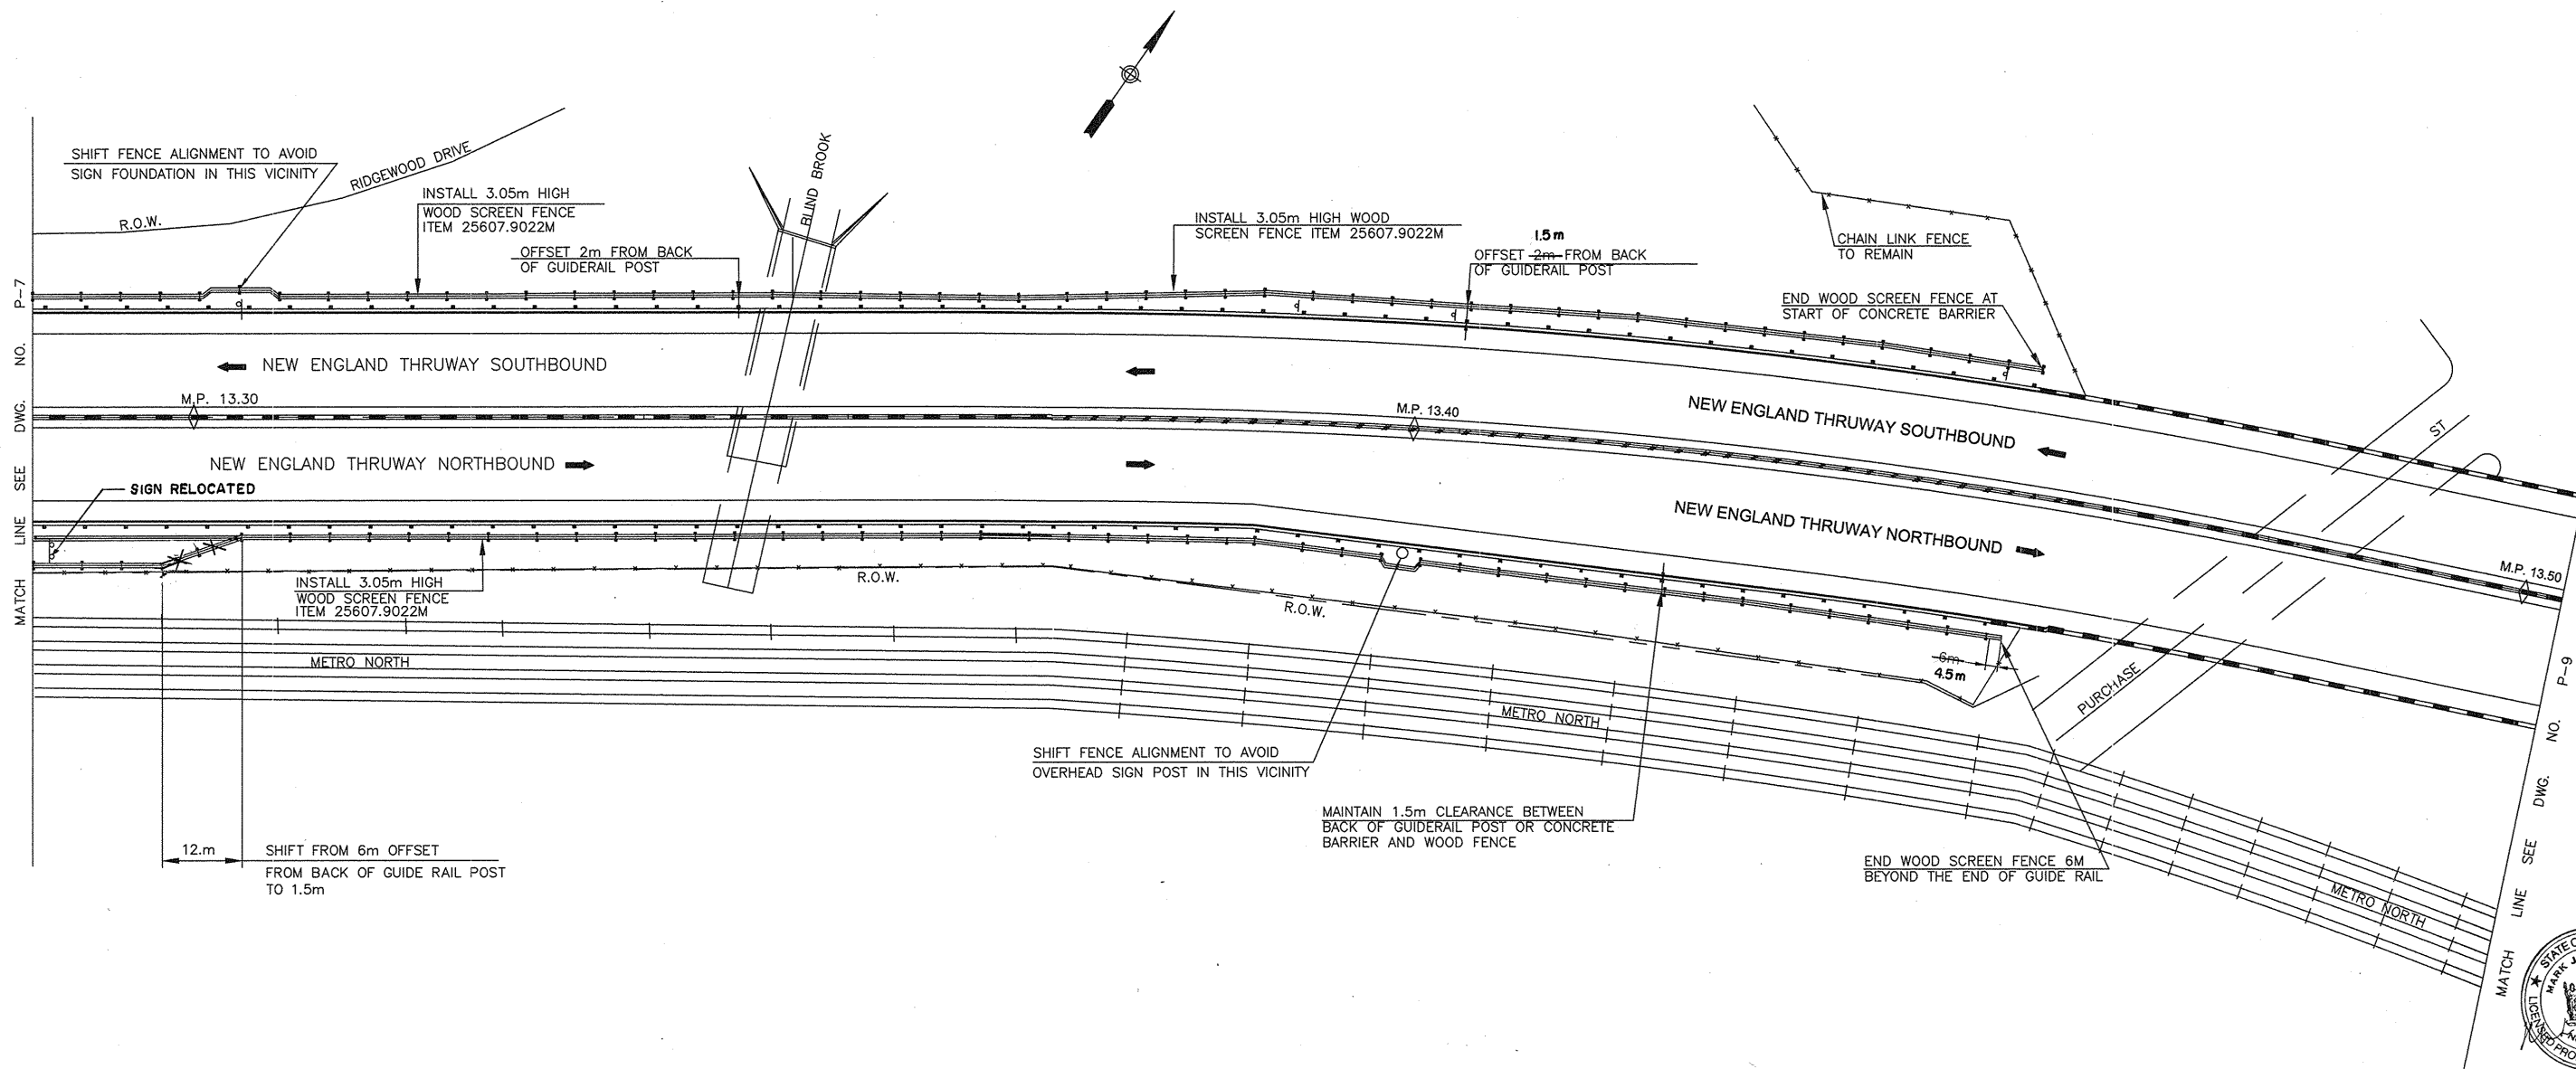 SHIFT FENCE ALIGNMENT TO AVOID
SIGN FOUNDATION IN THIS VICINITY
RIDGEWOOD DRIVE
R.O.W.
INSTALL 3.05m HIGH
WOOD SCREEN FENCE
ITEM 25607.9022M
OFFSET 2m FROM BACK
OF GUIDERAIL POST
BLIND BROOK
INSTALL 3.05m HIGH WOOD
SCREEN FENCE ITEM 25607.9022M
1.5m
OFFSET 2m FROM BACK
OF GUIDERAIL POST
CHAIN LINK FENCE
TO REMAIN
END WOOD SCREEN FENCE AT
START OF CONCRETE BARRIER
MATCH LINE SEE DWG. NO. P-7
NEW ENGLAND THRUWAY SOUTHBOUND
M.P. 13.30
M.P. 13.40
NEW ENGLAND THRUWAY SOUTHBOUND
ST
NEW ENGLAND THRUWAY NORTHBOUND
SIGN RELOCATED
NEW ENGLAND THRUWAY NORTHBOUND
M.P. 13.50
INSTALL 3.05m HIGH
WOOD SCREEN FENCE
ITEM 25607.9022M
R.O.W.
R.O.W.
6m
4.5m
PURCHASE
METRO NORTH
METRO NORTH
SHIFT FENCE ALIGNMENT TO AVOID
OVERHEAD SIGN POST IN THIS VICINITY
MAINTAIN 1.5m CLEARANCE BETWEEN
BACK OF GUIDERAIL POST OR CONCRETE
BARRIER AND WOOD FENCE
12.m
SHIFT FROM 6m OFFSET
FROM BACK OF GUIDE RAIL POST
TO 1.5m
END WOOD SCREEN FENCE 6M
BEYOND THE END OF GUIDE RAIL
METRO NORTH
MATCH LINE SEE DWG. NO. P-9
STATE
MARK
LICENSED